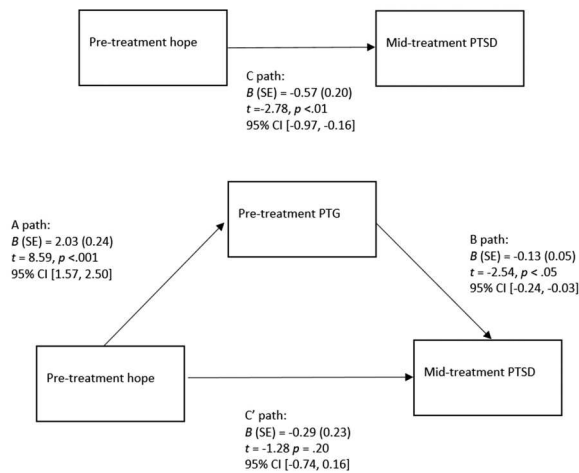 Pre-treatment hope
Mid-treatment PTSD
C path:
B (SE) = -0.57 (0.20)
t =-2.78, p <.01
95% CI [-0.97, -0.16]
Pre-treatment PTG
A path:
B (SE) = 2.03 (0.24)
t = 8.59, p <.001
95% CI [1.57, 2.50]
B path:
B (SE) = -0.13 (0.05)
t = -2.54, p < .05
95% CI [-0.24, -0.03]
Pre-treatment hope
Mid-treatment PTSD
C’ path:
B (SE) = -0.29 (0.23)
t = -1.28 p = .20
95% CI [-0.74, 0.16]